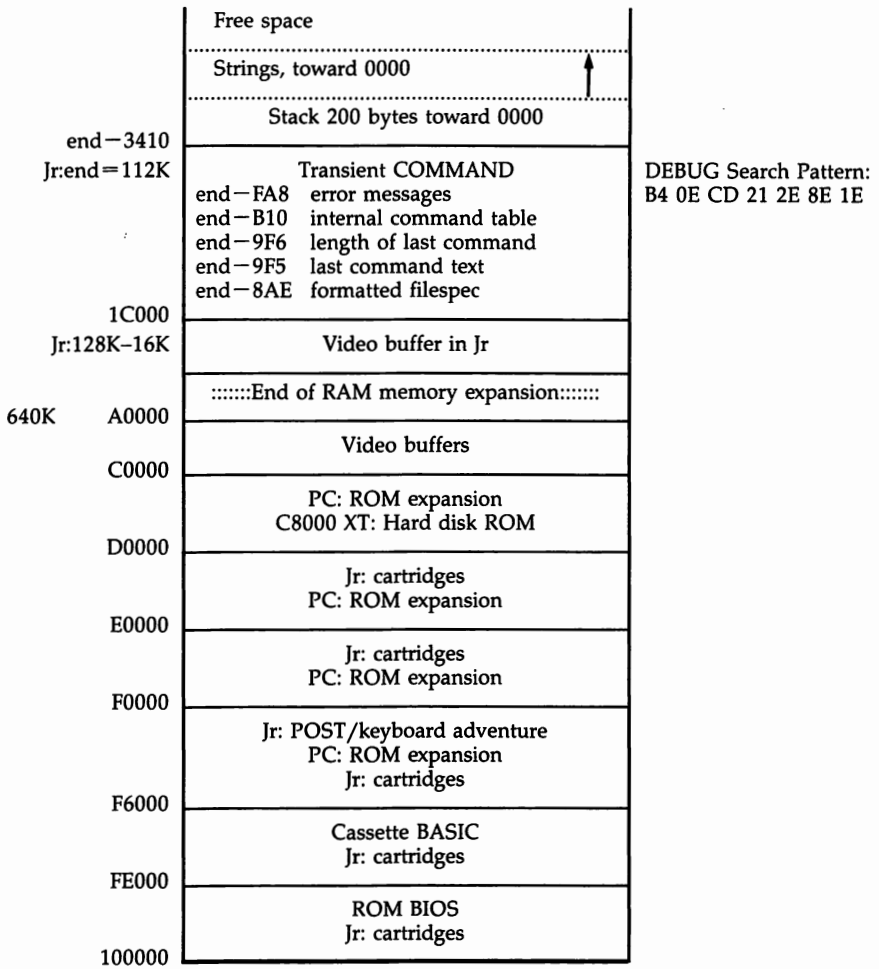 Free space
Strings, toward 0000
Stack 200 bytes toward 0000
end−3410
Jr:end=112K
Transient COMMAND
DEBUG Search Pattern:
end−FA8 error messages
B4 0E CD 21 2E 8E 1E
end−B10 internal command table
end−9F6 length of last command
end−9F5 last command text
end−8AE formatted filespec
1C000
Jr:128K–16K
Video buffer in Jr
:::::::End of RAM memory expansion:::::::
640K A0000
Video buffers
C0000
PC: ROM expansion
C8000 XT: Hard disk ROM
D0000
Jr: cartridges
PC: ROM expansion
E0000
Jr: cartridges
PC: ROM expansion
F0000
Jr: POST/keyboard adventure
PC: ROM expansion
Jr: cartridges
F6000
Cassette BASIC
Jr: cartridges
FE000
ROM BIOS
Jr: cartridges
100000